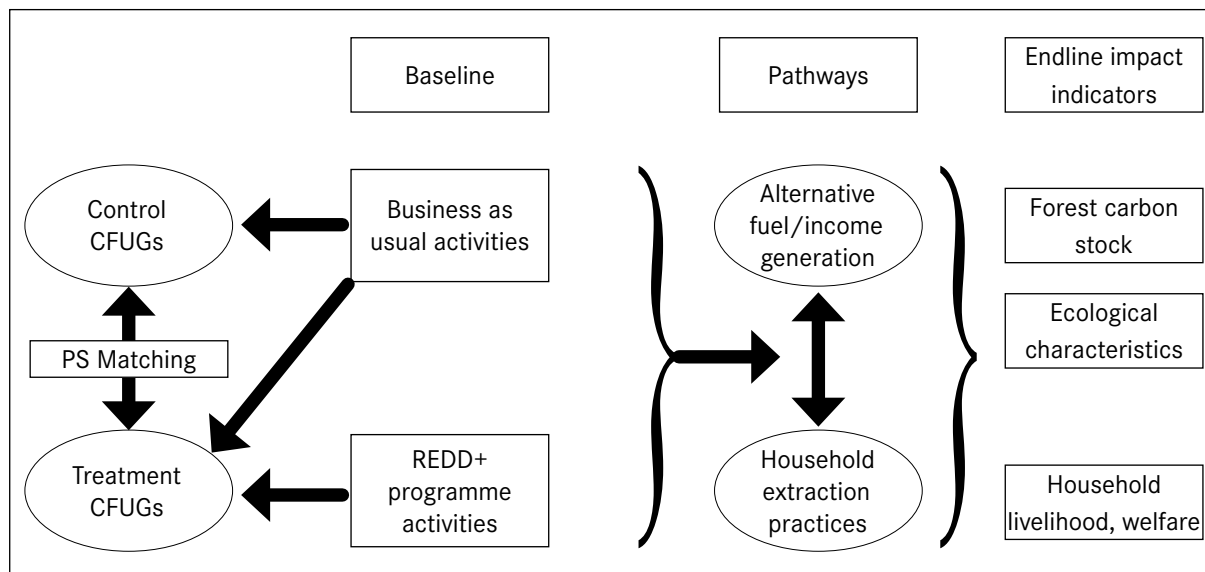 Baseline
Pathways
Endline impact
indicators
Control
CFUGs
Business as
usual activities
Alternative
fuel/income
generation
Forest carbon
stock
Ecological
characteristics
PS Matching
Treatment
CFUGs
REDD+
programme
activities
Household
extraction
practices
Household
livelihood, welfare